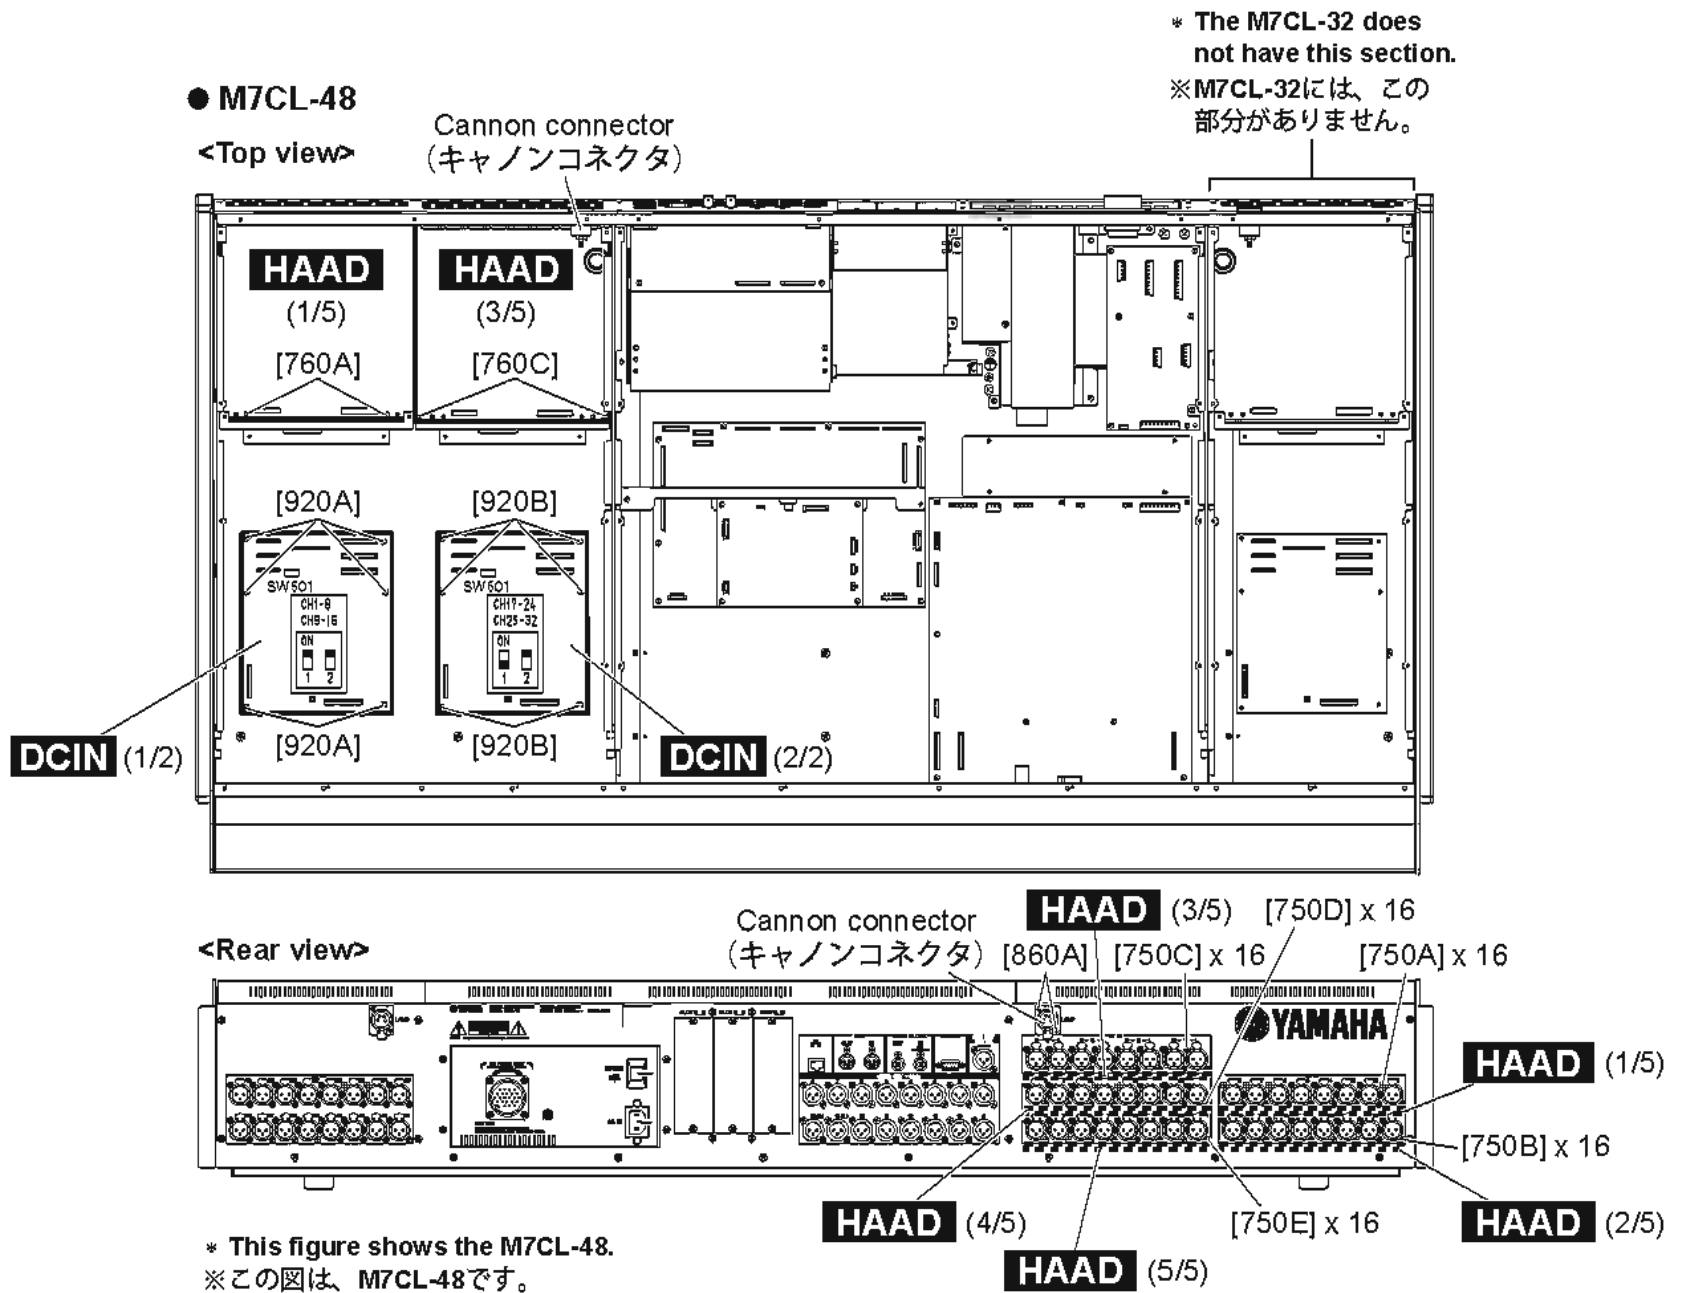 * The M7CL-32 does
not have this section.
※M7CL-32には、この
部分がありません。
● M7CL-48
<Top view>
Cannon connector
(キャノンコネクタ)
HAAD
(1/5)
[760A]
HAAD
(3/5)
[760C]
[920A]
[920B]
SW601
CH1-8
CH9-16
ON
1 2
SW601
CH17-24
CH25-32
ON
1 2
[920A]
[920B]
DCIN (1/2)
DCIN (2/2)
<Rear view>
Cannon connector
(キャノンコネクタ)
HAAD (3/5)
[750D] x 16
[860A]
[750C] x 16
[750A] x 16
YAMAHA
HAAD (1/5)
[750B] x 16
HAAD (4/5)
[750E] x 16
HAAD (2/5)
HAAD (5/5)
* This figure shows the M7CL-48.
※この図は、M7CL-48です。